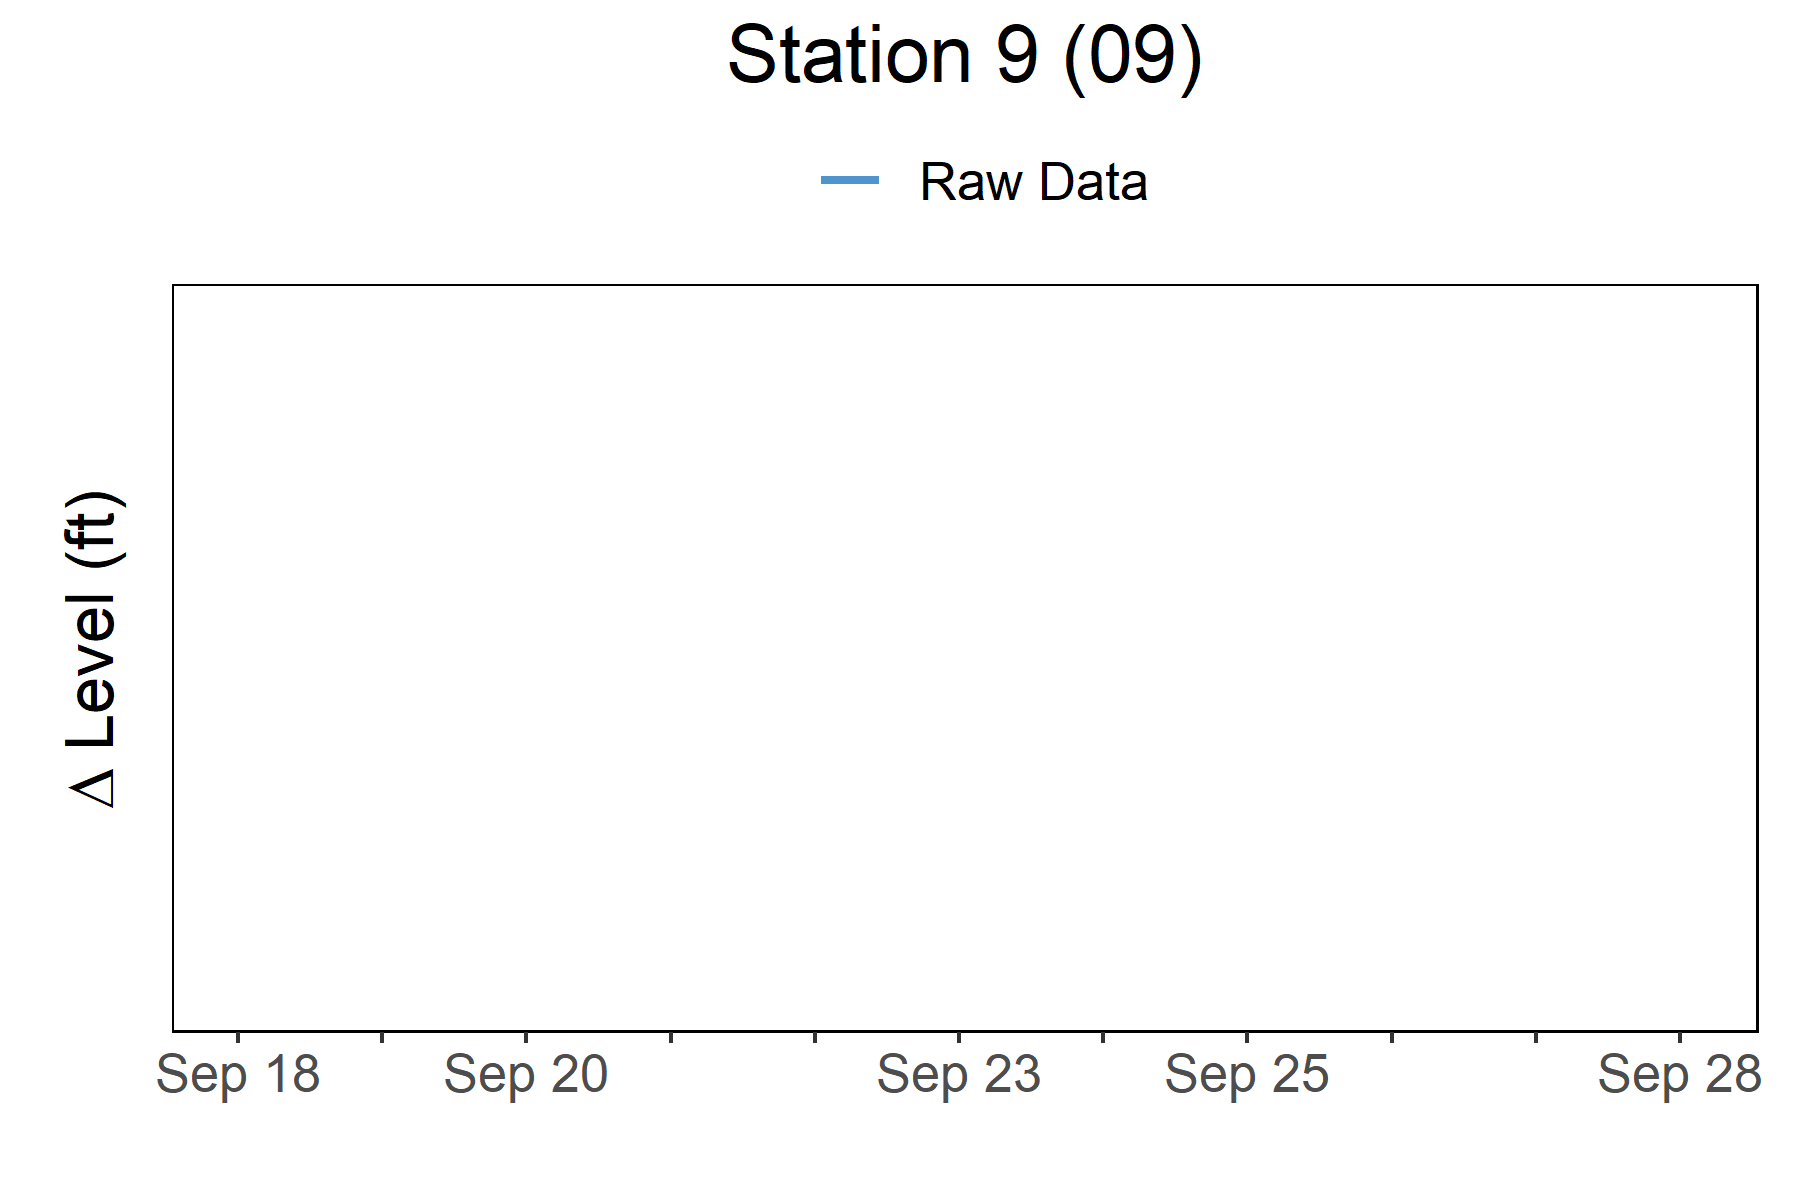 Station 9 (09)
Raw Data
Δ Level (ft)
Sep 18 Sep 20 Sep 23 Sep 25 Sep 28